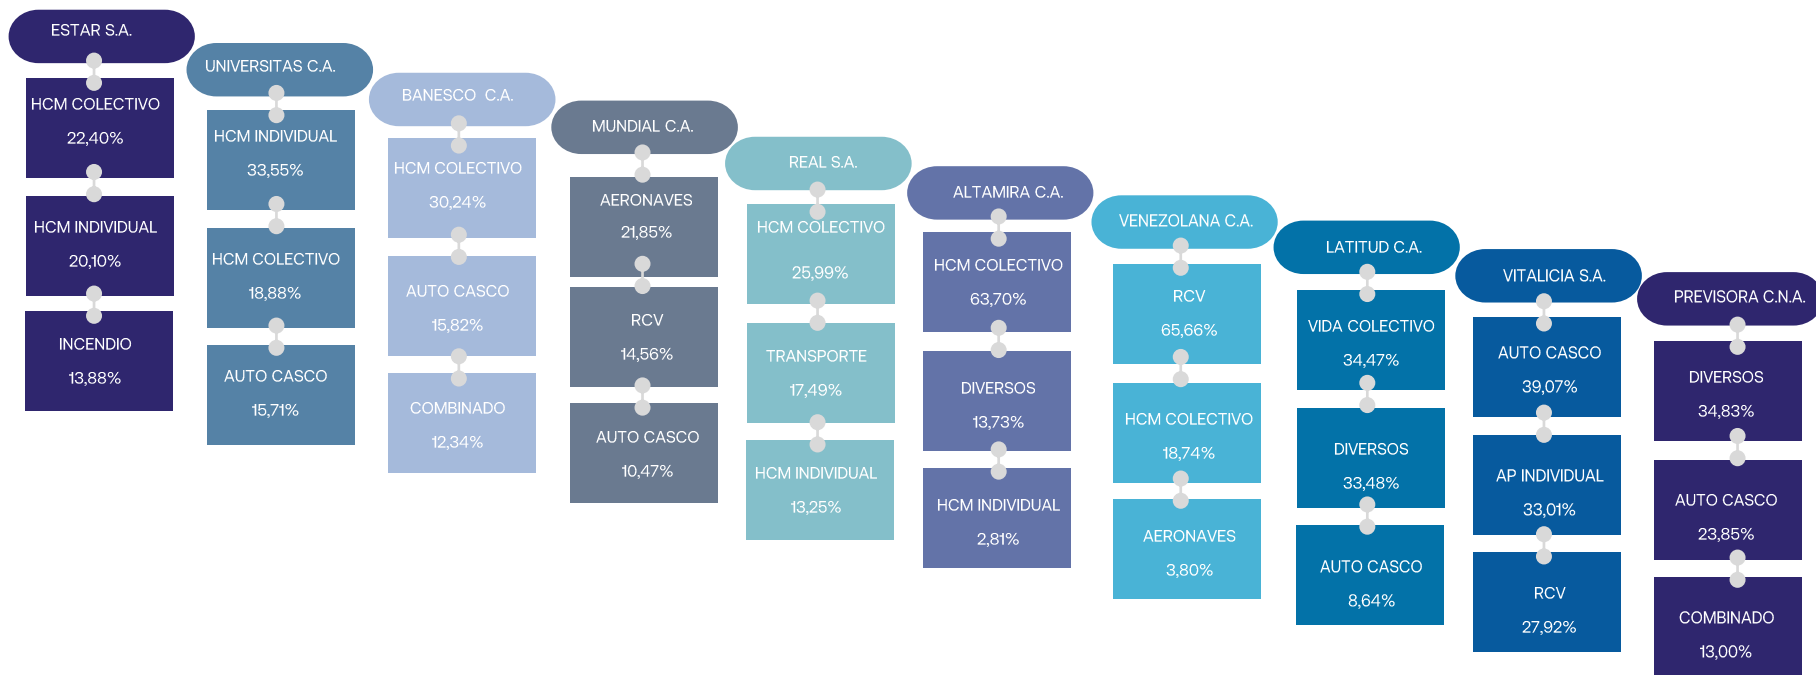 ESTAR S.A.
HCM COLECTIVO
22,40%
HCM INDIVIDUAL
20,10%
INCENDIO
13,88%
UNIVERSITAS C.A.
HCM INDIVIDUAL
33,55%
HCM COLECTIVO
18,88%
AUTO CASCO
15,71%
BANESCO C.A.
HCM COLECTIVO
30,24%
AUTO CASCO
15,82%
COMBINADO
12,34%
MUNDIAL C.A.
AERONAVES
21,85%
RCV
14,56%
AUTO CASCO
10,47%
REAL S.A.
HCM COLECTIVO
25,99%
TRANSPORTE
17,49%
HCM INDIVIDUAL
13,25%
ALTAMIRA C.A.
HCM COLECTIVO
63,70%
DIVERSOS
13,73%
HCM INDIVIDUAL
2,81%
VENEZOLANA C.A.
RCV
65,66%
HCM COLECTIVO
18,74%
AERONAVES
3,80%
LATITUD C.A.
VIDA COLECTIVO
34,47%
DIVERSOS
33,48%
AUTO CASCO
8,64%
VITALICIA S.A.
AUTO CASCO
39,07%
AP INDIVIDUAL
33,01%
RCV
27,92%
PREVISORA C.N.A.
DIVERSOS
34,83%
AUTO CASCO
23,85%
COMBINADO
13,00%